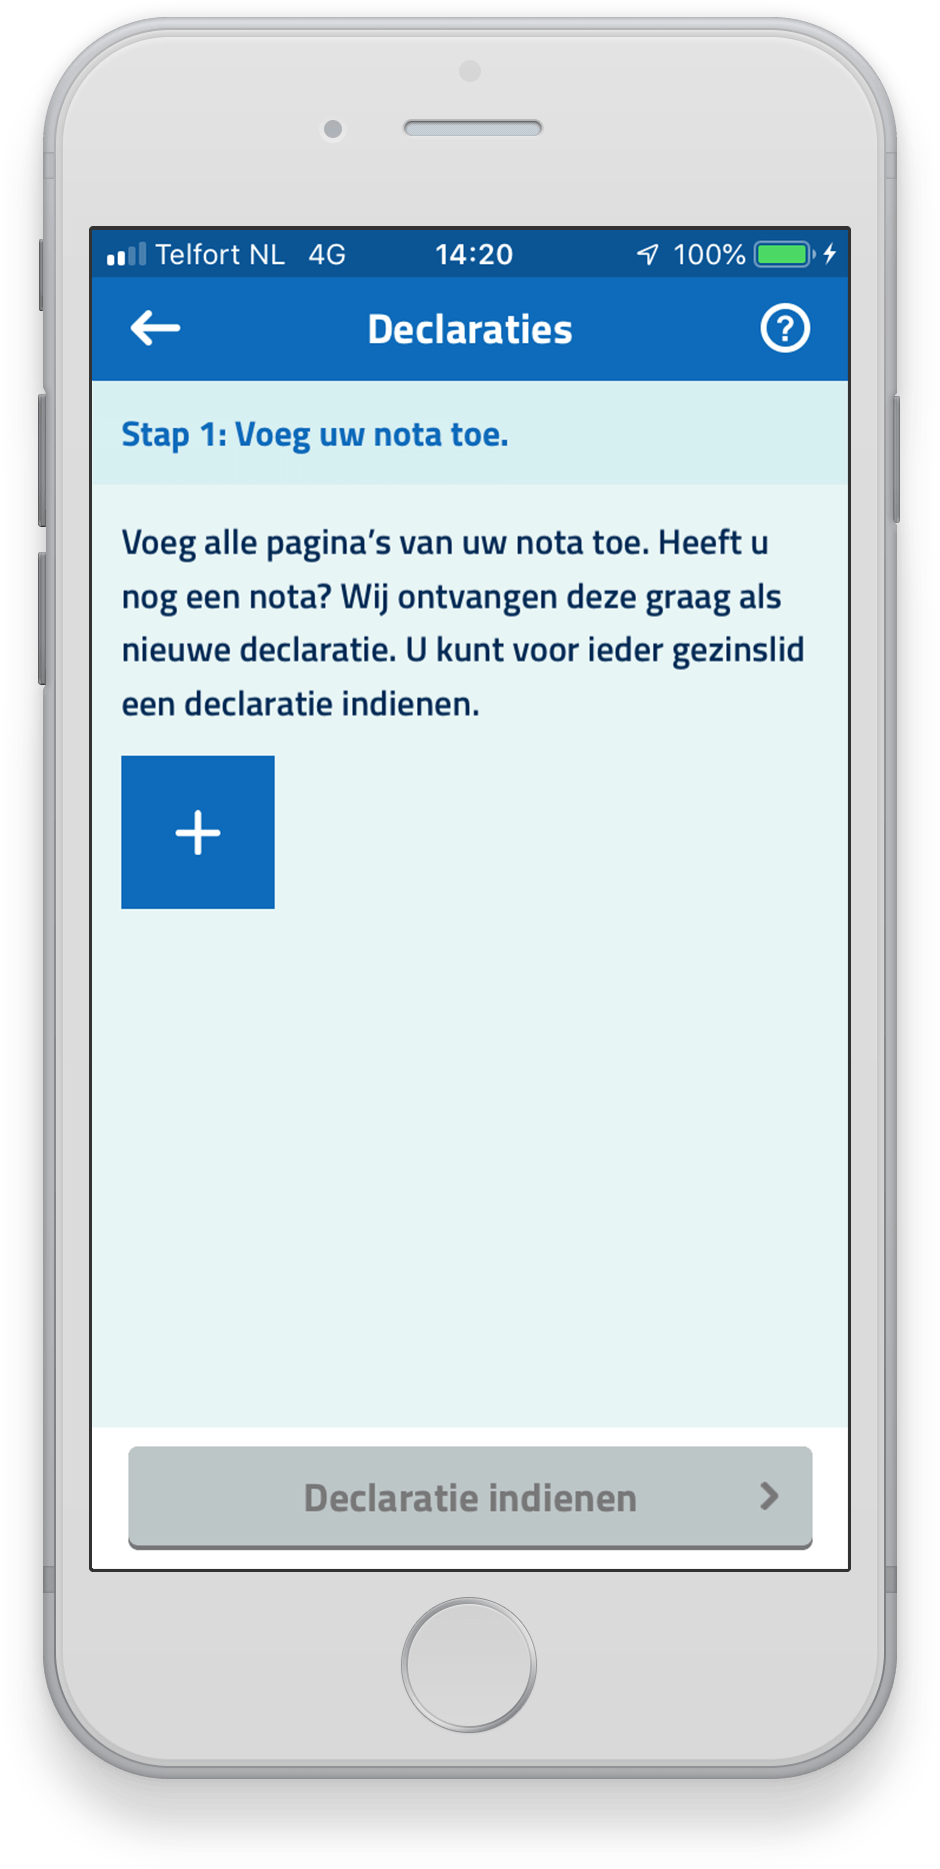 Telfort NL 4G 14:20 100%
Declaraties ?
Stap 1: Voeg uw nota toe.
Voeg alle pagina’s van uw nota toe. Heeft u
nog een nota? Wij ontvangen deze graag als
nieuwe declaratie. U kunt voor ieder gezinslid
een declaratie indienen.
+
Declaratie indienen